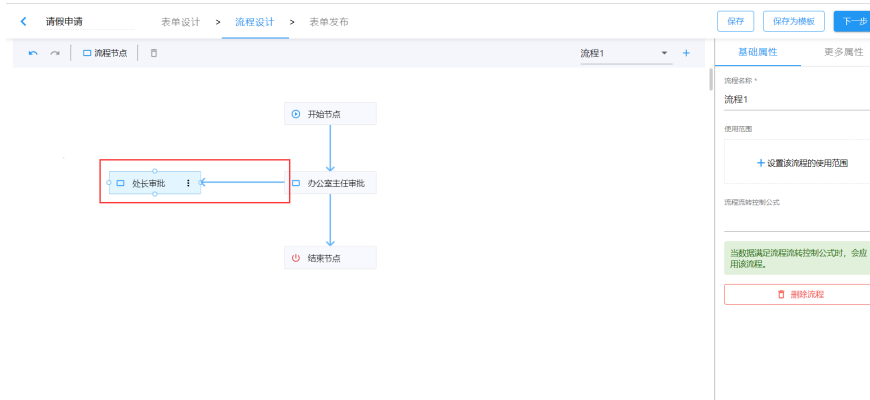 请假申请
表单设计 > 流程设计 > 表单发布
保存
保存为模板
下一步
流程节点
流程1
基础属性
更多属性
流程名称 *
流程1
使用范围
+ 设置该流程的使用范围
流程流转控制公式
当数据满足流程流转控制公式时，会应
用该流程。
删除流程
开始节点
处长审批
办公室主任审批
结束节点